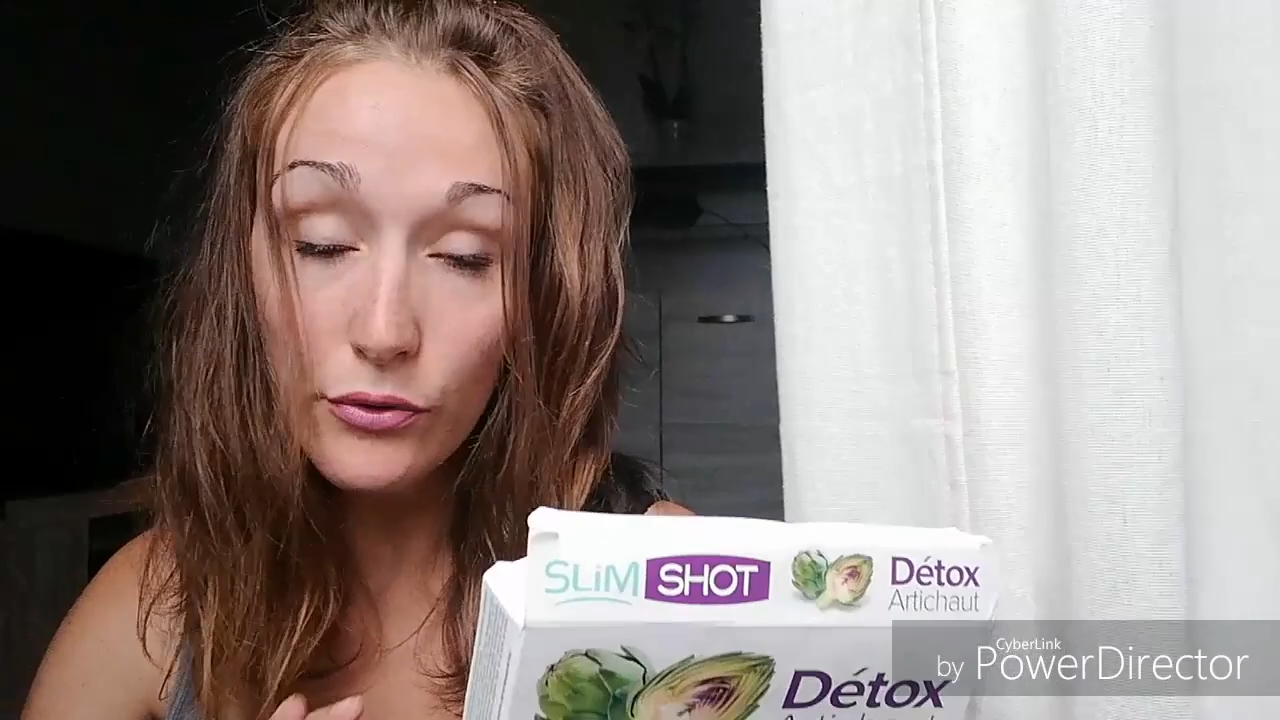 SLiM SHOT
Détox
Artichaut
Détox
CyberLink
by PowerDirector